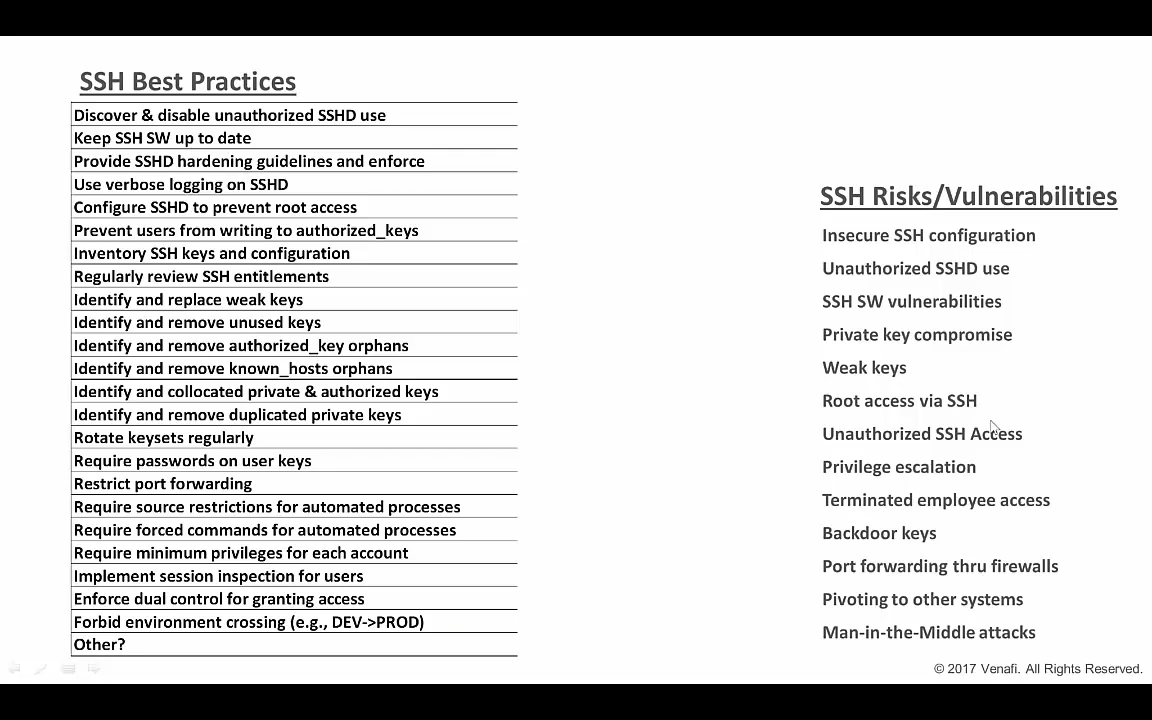 SSH Best Practices
Discover & disable unauthorized SSHD use
Keep SSH SW up to date
Provide SSHD hardening guidelines and enforce
Use verbose logging on SSHD
Configure SSHD to prevent root access
Prevent users from writing to authorized_keys
Inventory SSH keys and configuration
Regularly review SSH entitlements
Identify and replace weak keys
Identify and remove unused keys
Identify and remove authorized_key orphans
Identify and remove known_hosts orphans
Identify and collocated private & authorized keys
Identify and remove duplicated private keys
Rotate keysets regularly
Require passwords on user keys
Restrict port forwarding
Require source restrictions for automated processes
Require forced commands for automated processes
Require minimum privileges for each account
Implement session inspection for users
Enforce dual control for granting access
Forbid environment crossing (e.g., DEV->PROD)
Other?
SSH Risks/Vulnerabilities
Insecure SSH configuration
Unauthorized SSHD use
SSH SW vulnerabilities
Private key compromise
Weak keys
Root access via SSH
Unauthorized SSH Access
Privilege escalation
Terminated employee access
Backdoor keys
Port forwarding thru firewalls
Pivoting to other systems
Man-in-the-Middle attacks
© 2017 Venafi. All Rights Reserved.